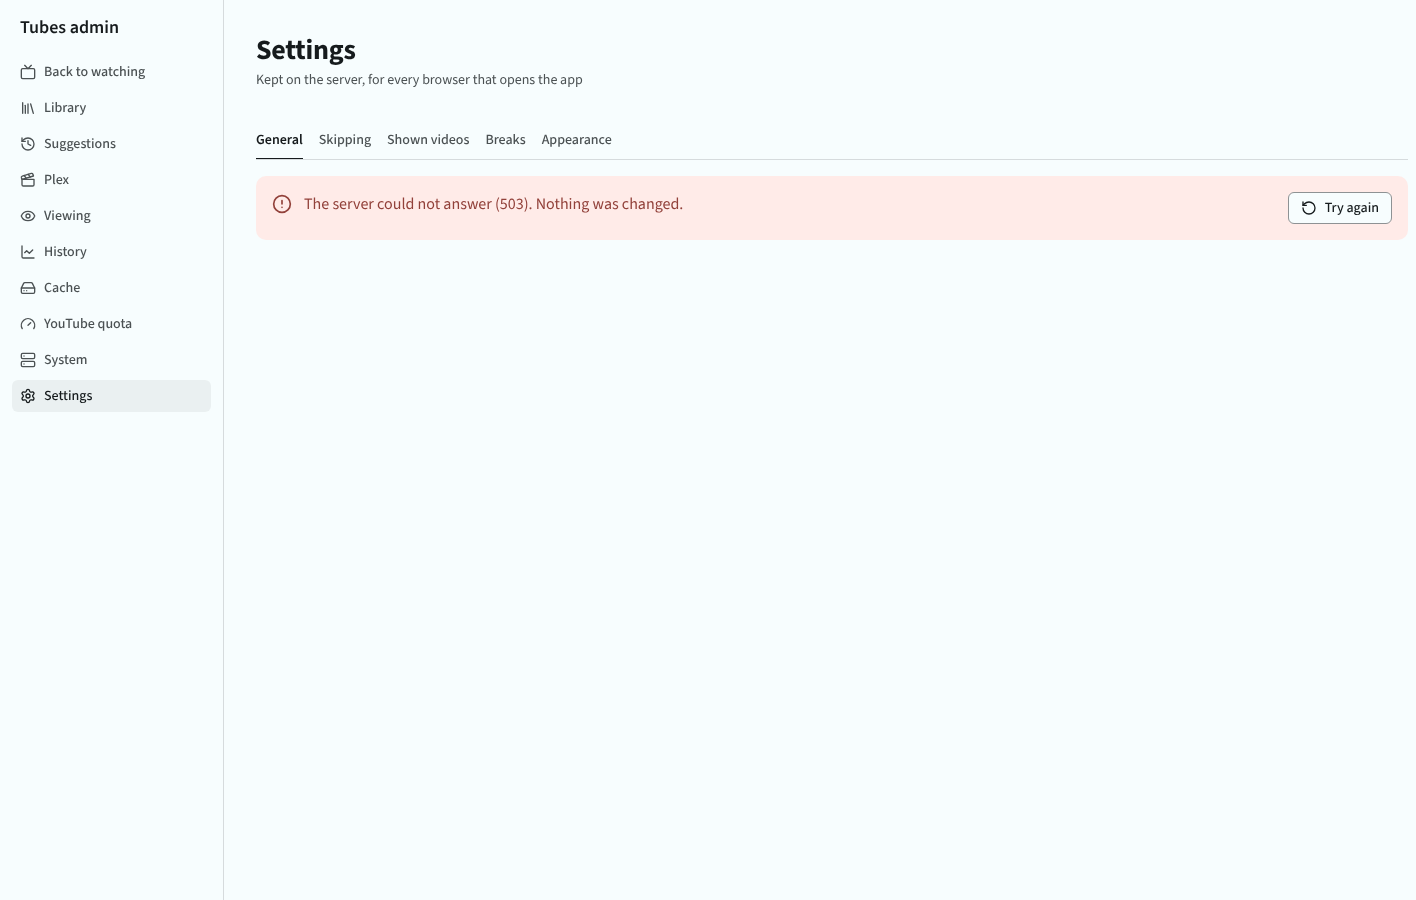 Tubes admin
Back to watching
Library
Suggestions
Plex
Viewing
History
Cache
YouTube quota
System
Settings
Settings
Kept on the server, for every browser that opens the app
General Skipping Shown videos Breaks Appearance
The server could not answer (503). Nothing was changed.
Try again